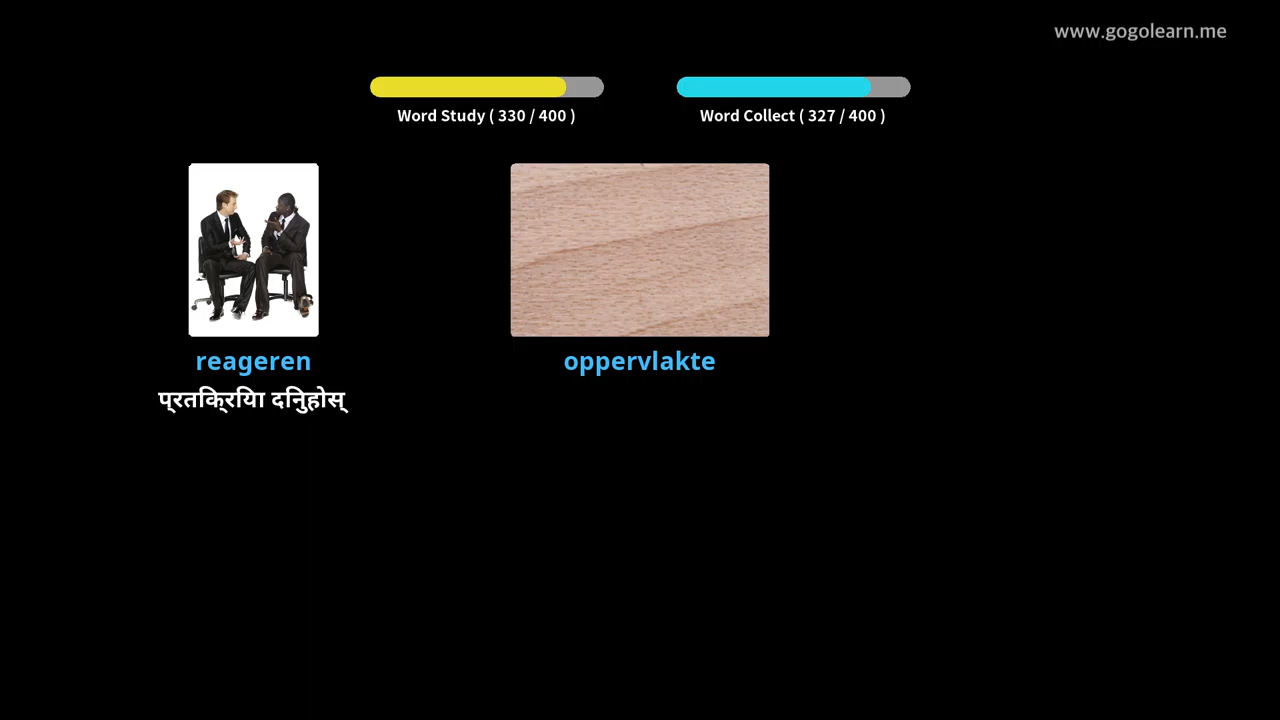 www.gogolearn.me
Word Study ( 330 / 400 )
Word Collect ( 327 / 400 )
reageren
oppervlakte
प्रतिक्रिया दिनुहोस्